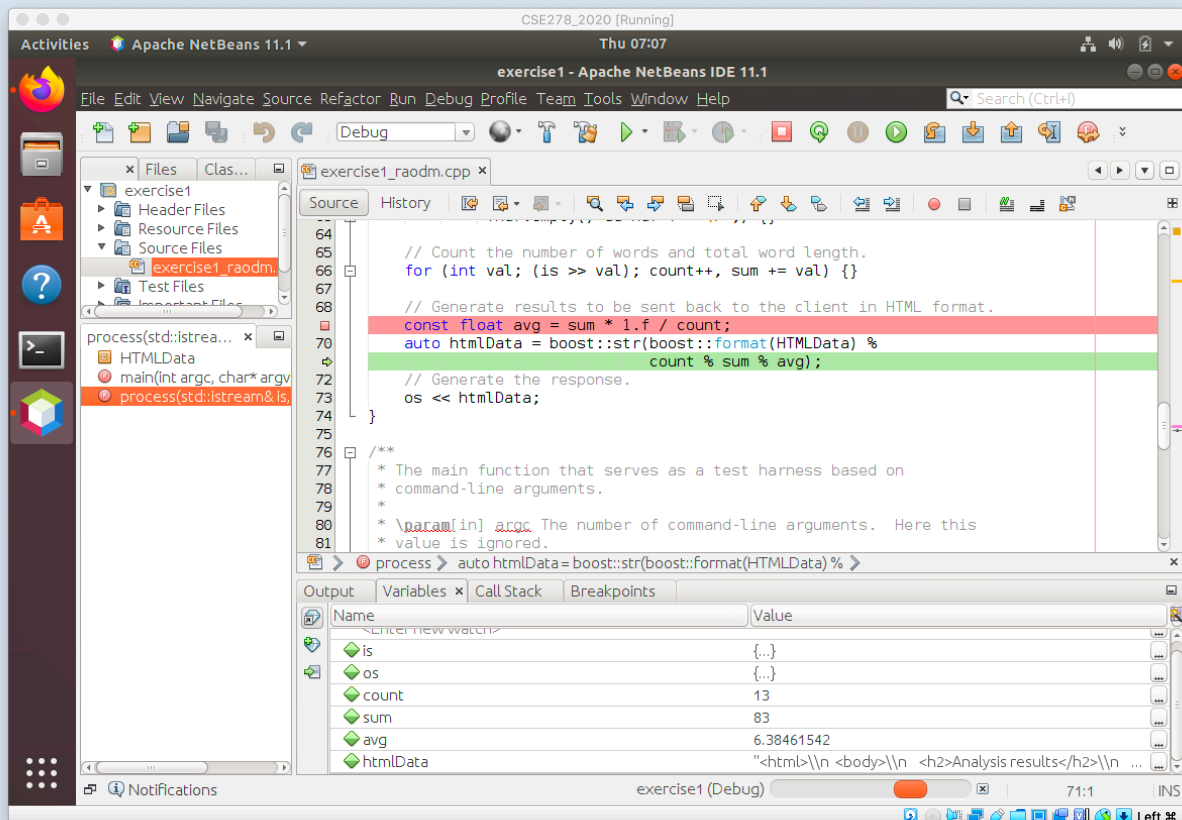 CSE278_2020 [Running]
Activities Apache NetBeans 11.1 Thu 07:07
exercise1 - Apache NetBeans IDE 11.1
File Edit View Navigate Source Refactor Run Debug Profile Team Tools Window Help Search (Ctrl+I)
Debug
Files Clas... exercise1_raodm.cpp
exercise1
Header Files
Resource Files
Source Files
exercise1_raodm.
Test Files
Important Files
process(std::istrea...
HTMLData
main(int argc, char* argv
process(std::istream& is,
Source History
64
65 // Count the number of words and total word length.
66 for (int val; (is >> val); count++, sum += val) {}
67
68 // Generate results to be sent back to the client in HTML format.
const float avg = sum * 1.f / count;
70 auto htmlData = boost::str(boost::format(HTMLData) %
count % sum % avg);
72 // Generate the response.
73 os << htmlData;
74 }
75
76 /**
77 * The main function that serves as a test harness based on
78 * command-line arguments.
79 *
80 * \param[in] argc The number of command-line arguments.  Here this
81 * value is ignored.
process auto htmlData = boost::str(boost::format(HTMLData) %
Output Variables Call Stack Breakpoints
Name Value
<Enter new watch>
is {...}
os {...}
count 13
sum 83
avg 6.38461542
htmlData "<html>\\n <body>\\n <h2>Analysis results</h2>\\n ...
Notifications exercise1 (Debug) 71:1 INS
Left ⌘